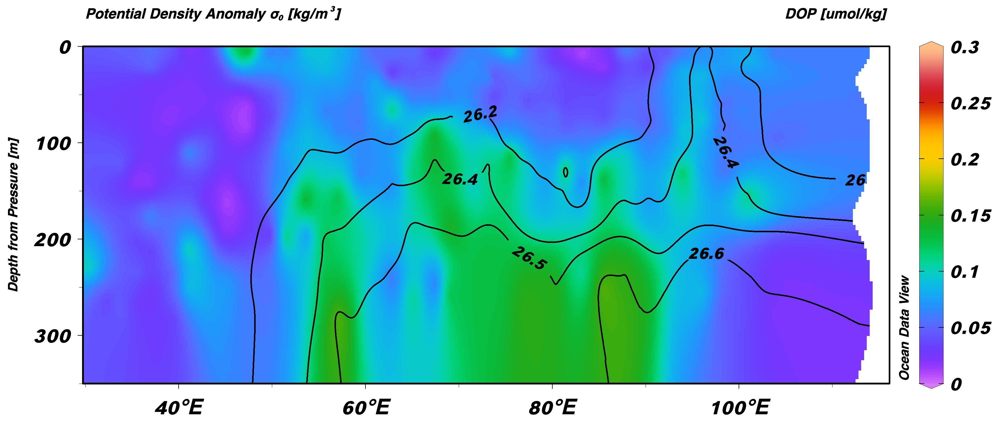 Potential Density Anomaly σ₀ [kg/m³]
DOP [umol/kg]
Depth from Pressure [m]
0
100
200
300
40°E
60°E
80°E
100°E
26.2
26.4
26.5
26.4
26.6
26.
Ocean Data View
0.3
0.25
0.2
0.15
0.1
0.05
0